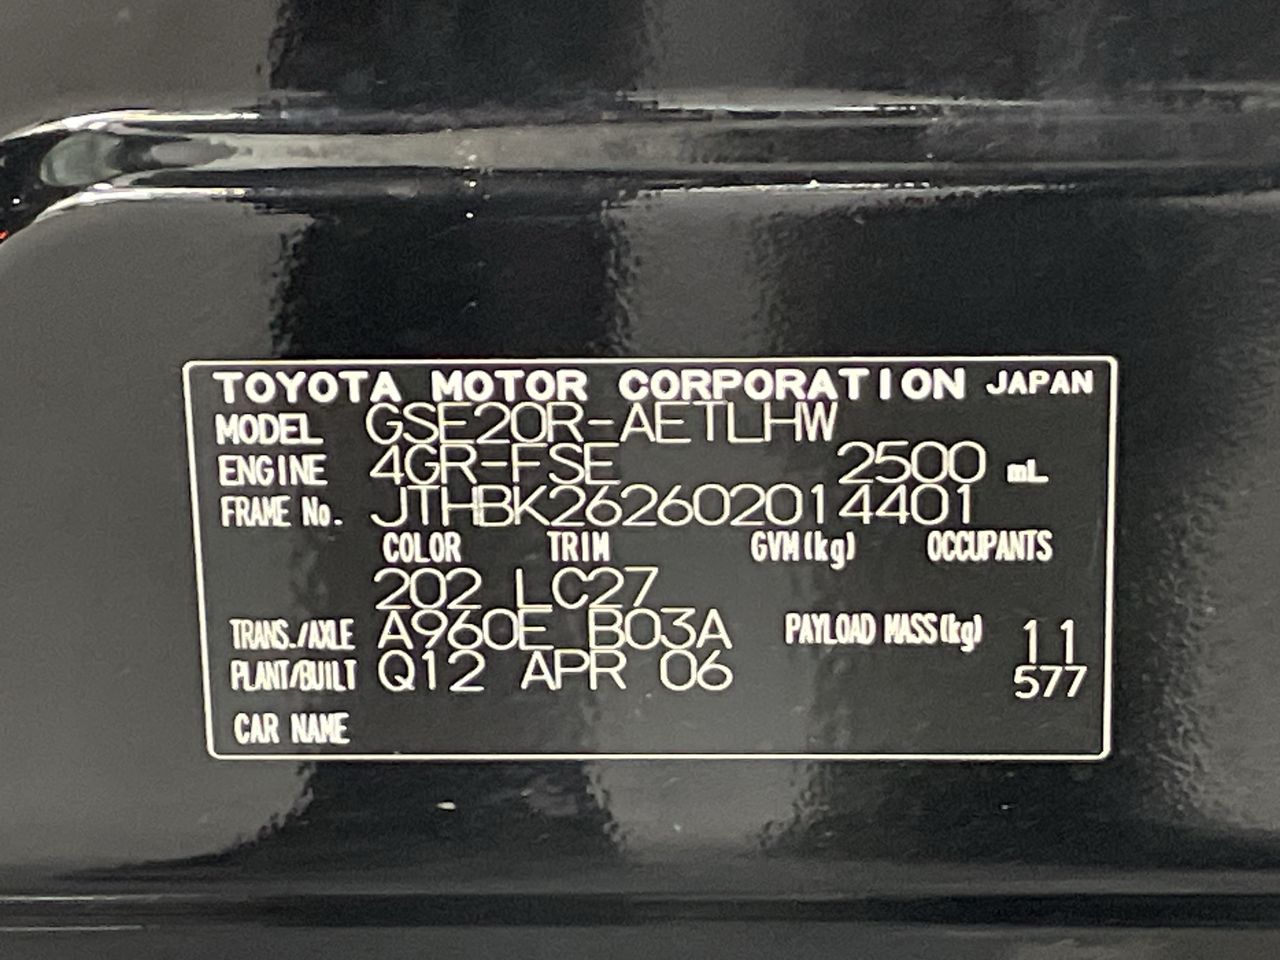 TOYOTA MOTOR CORPORATION JAPAN
MODEL GSE20R-AETLHW
ENGINE 4GR-FSE 2500 mL
FRAME No. JTHBK262602014401
COLOR TRIM GVM(kg) OCCUPANTS
202 LC27
TRANS./AXLE A960E B03A PAYLOAD MASS(kg) 11
PLANT/BUILT Q12 APR 06 577
CAR NAME